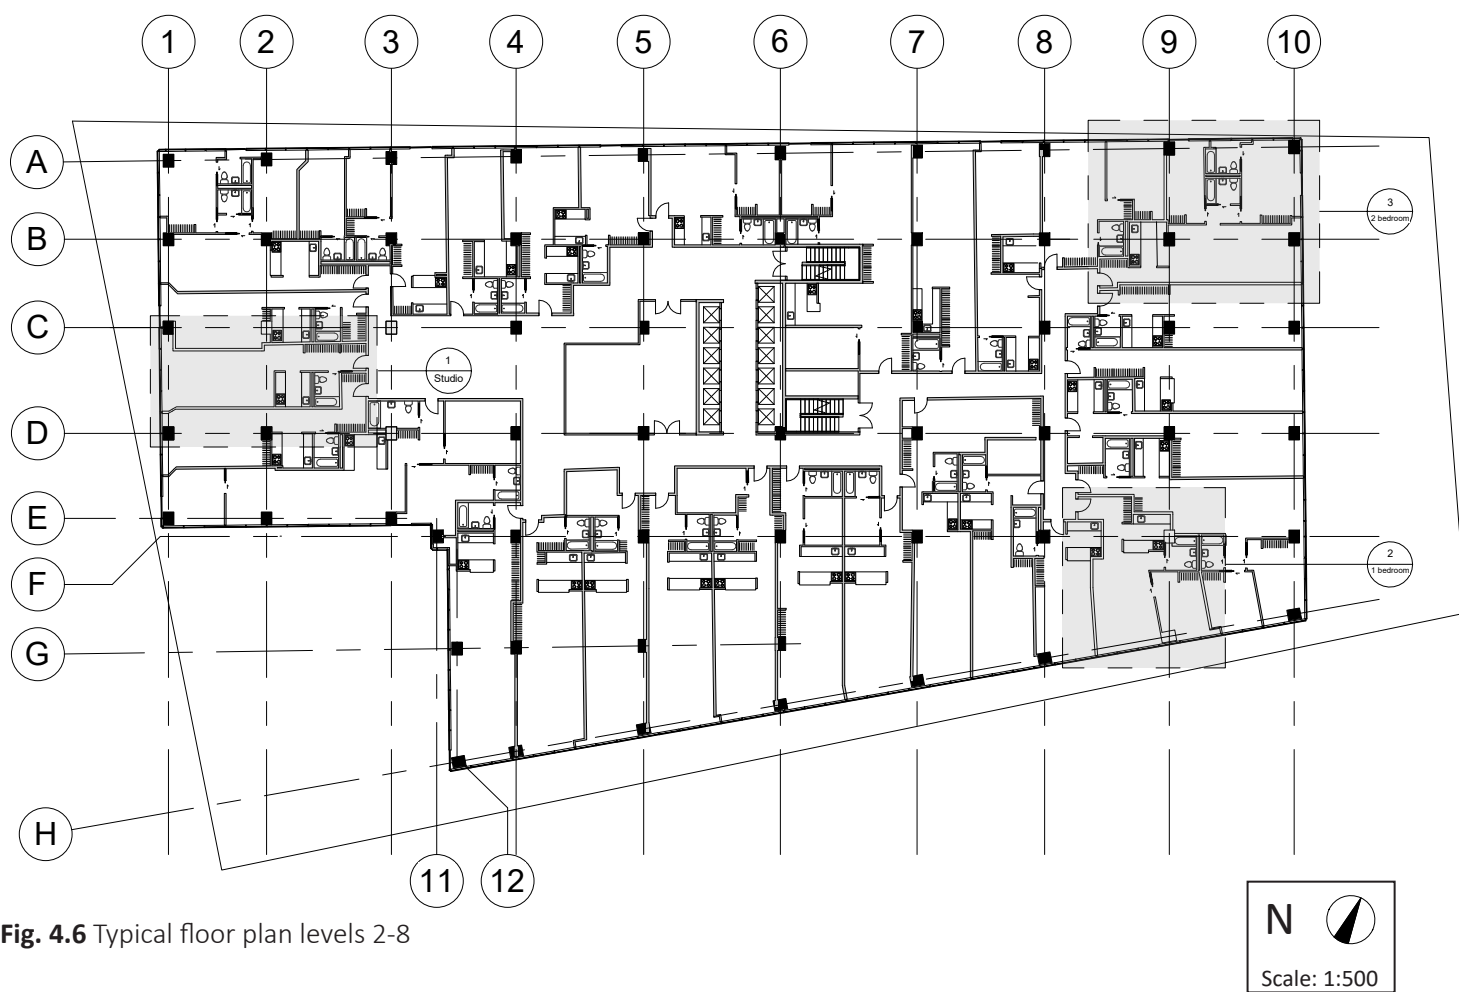 1 2 3 4 5 6 7 8 9 10
A
B
C
D
E
F
G
H
3
2 bedroom
1
Studio
2
1 bedroom
11 12
Fig. 4.6 Typical floor plan levels 2-8
N
Scale: 1:500